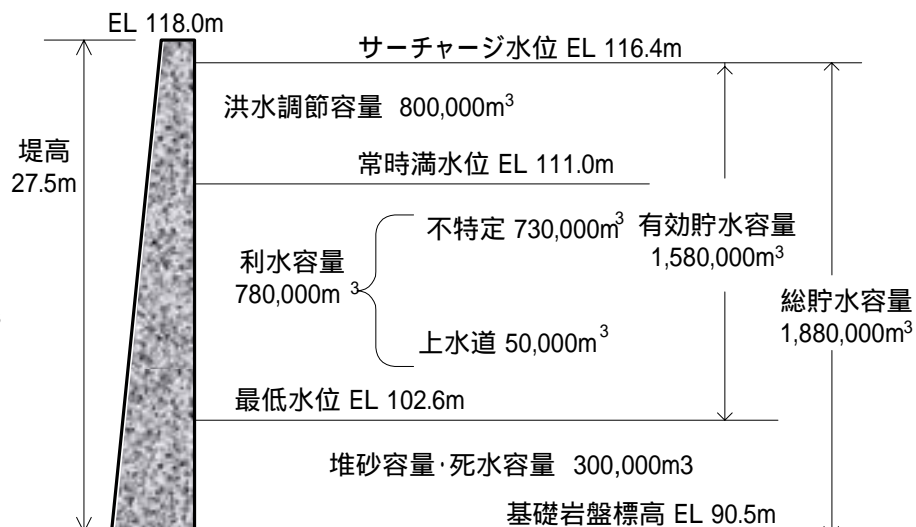 EL 118.0m
サーチャージ水位 EL 116.4m
洪水調節容量 800,000m³
堤高
27.5m
常時満水位 EL 111.0m
不特定 730,000m³
有効貯水容量
1,580,000m³
利水容量
780,000m ³
総貯水容量
1,880,000m³
上水道 50,000m³
最低水位 EL 102.6m
堆砂容量・死水容量 300,000m3
基礎岩盤標高 EL 90.5m